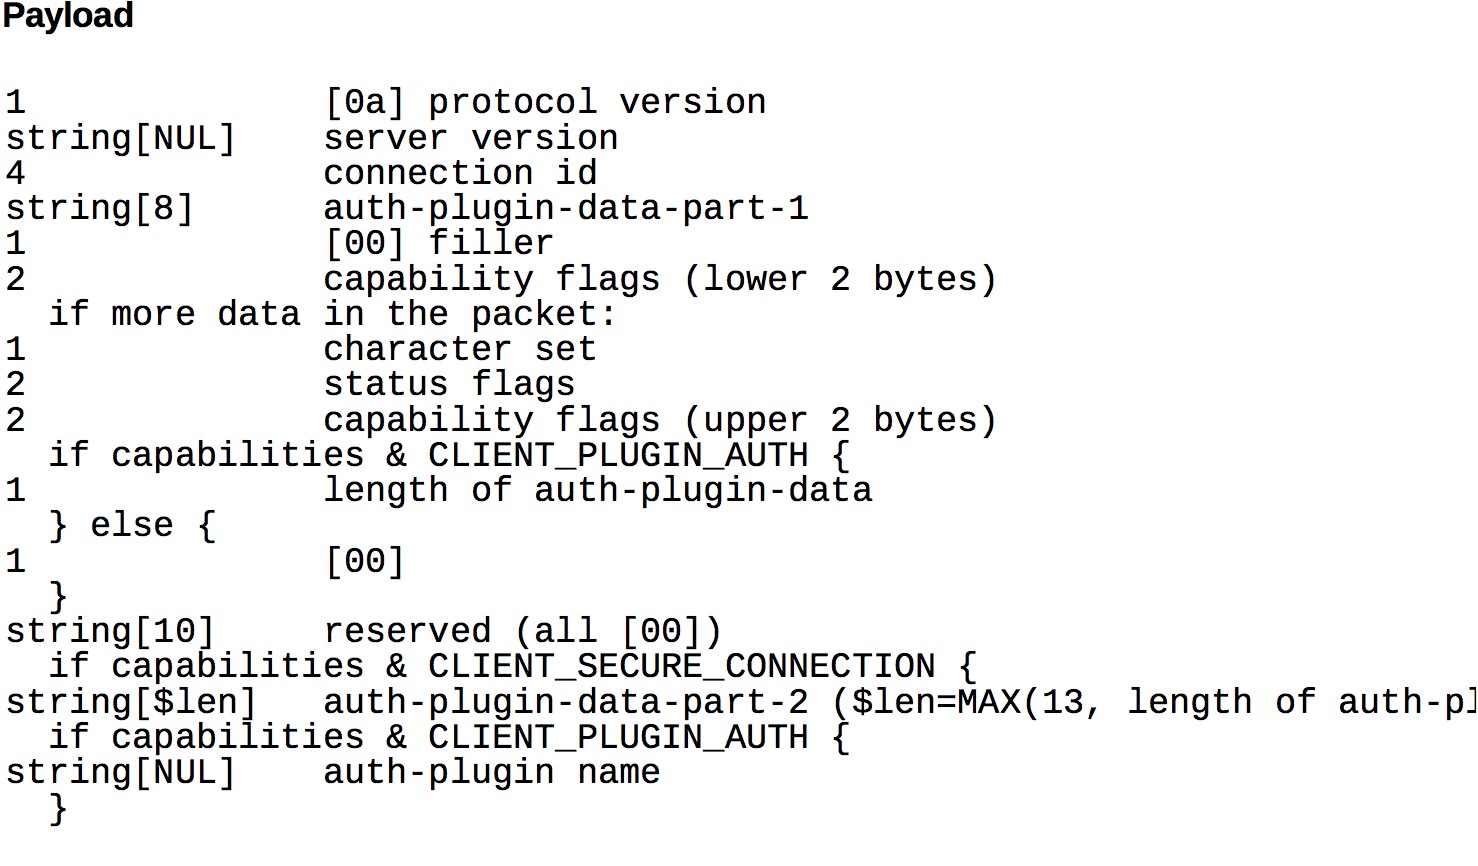 Payload
1 [0a] protocol version
string[NUL] server version
4 connection id
string[8] auth-plugin-data-part-1
1 [00] filler
2 capability flags (lower 2 bytes)
if more data in the packet:
1 character set
2 status flags
2 capability flags (upper 2 bytes)
if capabilities & CLIENT_PLUGIN_AUTH {
1 length of auth-plugin-data
} else {
1 [00]
}
string[10] reserved (all [00])
if capabilities & CLIENT_SECURE_CONNECTION {
string[$len] auth-plugin-data-part-2 ($len=MAX(13, length of auth-pl
if capabilities & CLIENT_PLUGIN_AUTH {
string[NUL] auth-plugin name
}